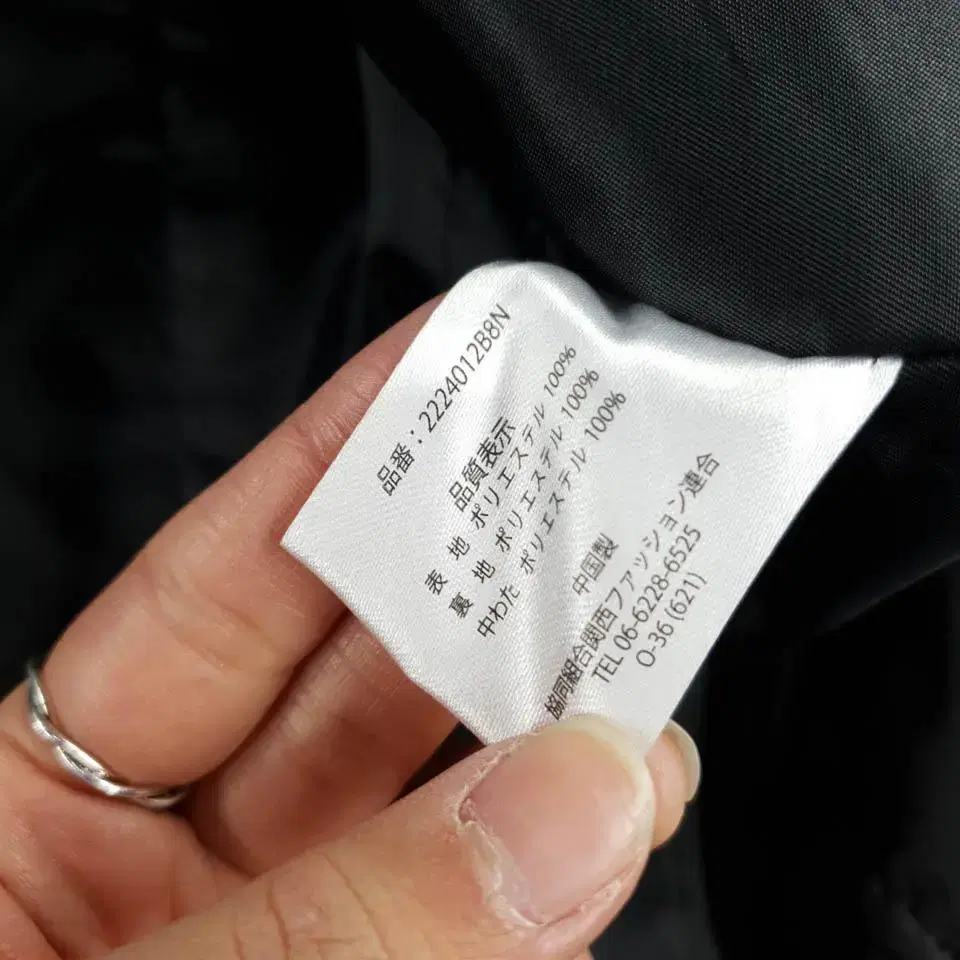 品番：2224012B8N
品質表示
表 地 ポリエステル 100%
裏 地 ポリエステル 100%
中わた ポリエステル 100%
中国製
協同組合関西ファッション連合
TEL 06-6228-6525
O-36 (621)